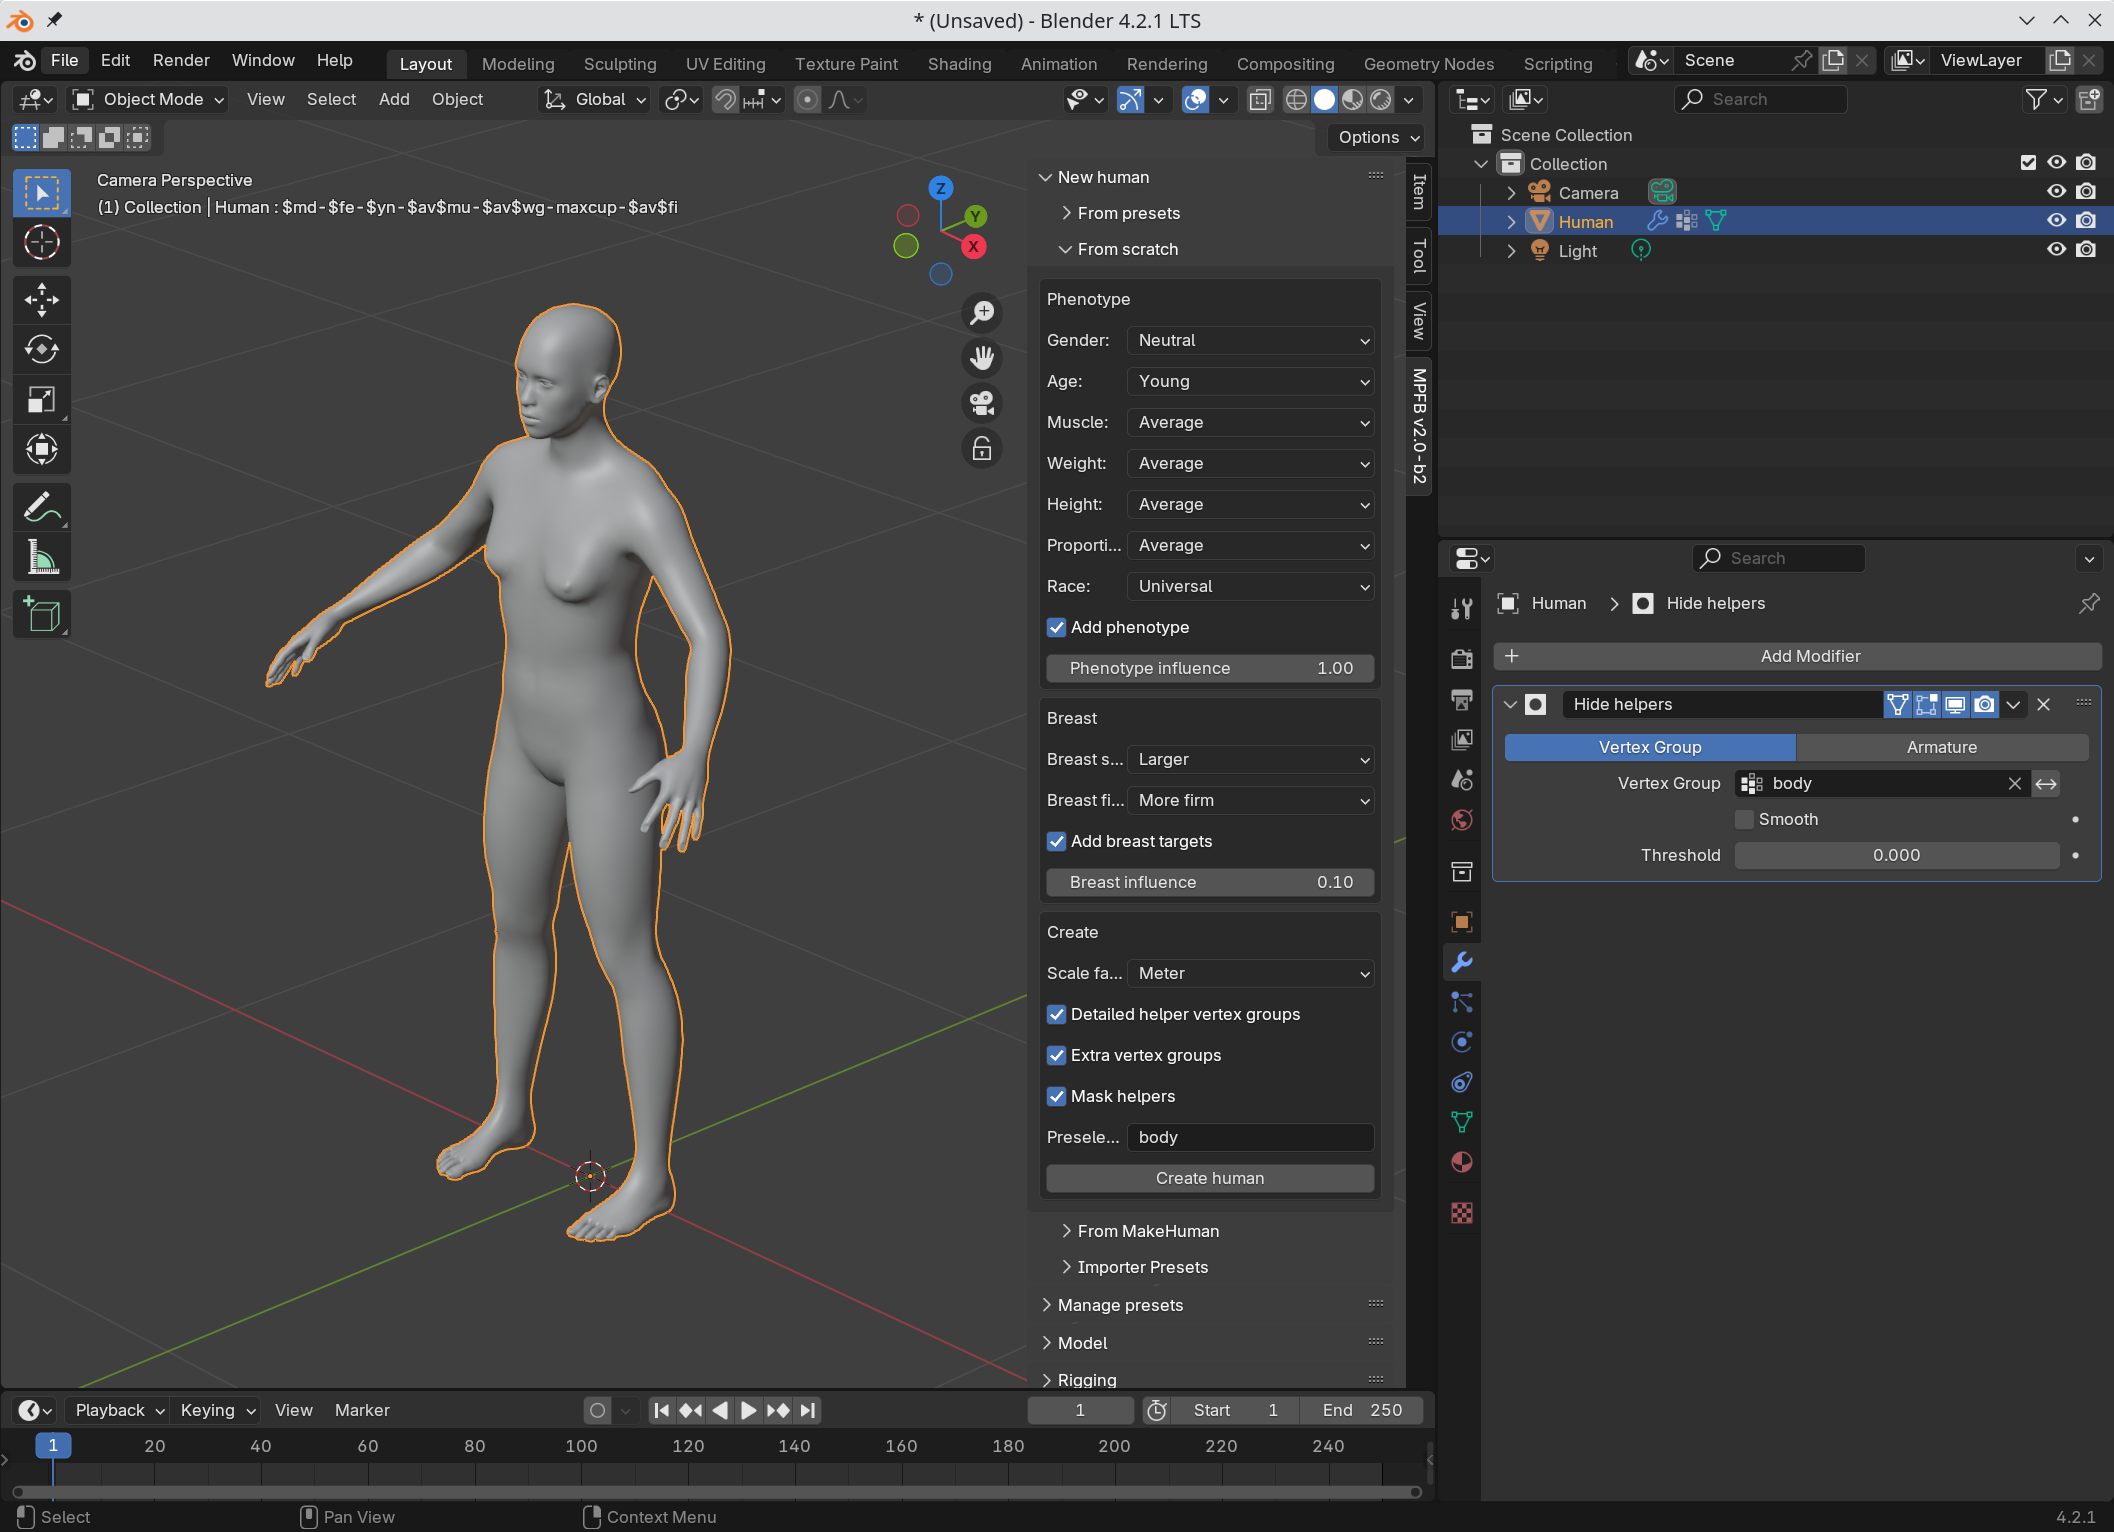 * (Unsaved) - Blender 4.2.1 LTS
File Edit Render Window Help Layout Modeling Sculpting UV Editing Texture Paint Shading Animation Rendering Compositing Geometry Nodes Scripting Scene ViewLayer
Object Mode View Select Add Object Global
Options
Camera Perspective
(1) Collection | Human : $md-$fe-$yn-$av$mu-$av$wg-maxcup-$av$fi
Z
Y
X
New human
From presets
From scratch
Phenotype
Gender: Neutral
Age: Young
Muscle: Average
Weight: Average
Height: Average
Proporti... Average
Race: Universal
Add phenotype
Phenotype influence 1.00
Breast
Breast s... Larger
Breast fi... More firm
Add breast targets
Breast influence 0.10
Create
Scale fa... Meter
Detailed helper vertex groups
Extra vertex groups
Mask helpers
Presele... body
Create human
From MakeHuman
Importer Presets
Manage presets
Model
Rigging
Item
Tool
View
MPFB v2.0-b2
Search
Scene Collection
Collection
Camera
Human
Light
Search
Human Hide helpers
Add Modifier
Hide helpers
Vertex Group Armature
Vertex Group body
Smooth
Threshold 0.000
Playback Keying View Marker 1 Start 1 End 250
1 20 40 60 80 100 120 140 160 180 200 220 240
Select Pan View Context Menu 4.2.1